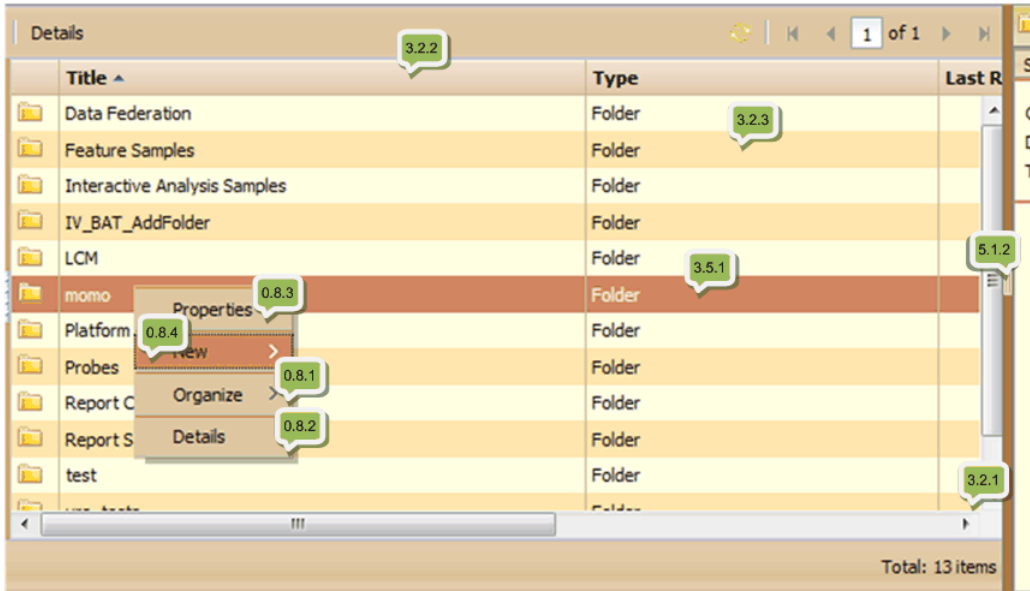 Details
1 of 1
3.2.2
Title Type Last R
Data Federation Folder
3.2.3
Feature Samples Folder
Interactive Analysis Samples Folder
IV_BAT_AddFolder Folder
5.1.2
LCM Folder
3.5.1
momo Folder
0.8.3
Properties
Platform Folder
0.8.4
New
Probes Folder
0.8.1
Organize
Report C Folder
0.8.2
Report S Details Folder
test Folder
3.2.1
Total: 13 items